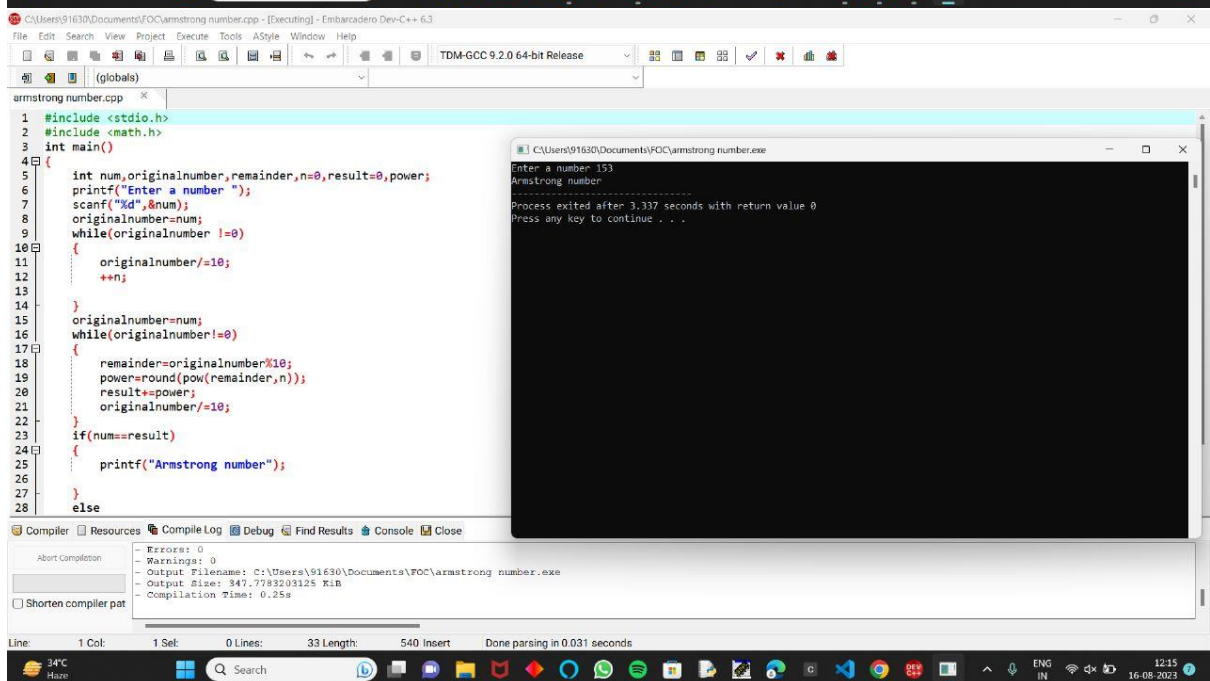 C:\Users\91630\Documents\FOC\armstrong number.cpp - [Executing] - Embarcadero Dev-C++ 6.3
File Edit Search View Project Execute Tools AStyle Window Help
TDM-GCC 9.2.0 64-bit Release
(globals)
armstrong number.cpp
1 #include <stdio.h>
2 #include <math.h>
3 int main()
4 {
5 int num,originalnumber,remainder,n=0,result=0,power;
6 printf("Enter a number ");
7 scanf("%d",&num);
8 originalnumber=num;
9 while(originalnumber !=0)
10 {
11 originalnumber/=10;
12 ++n;
13
14 }
15 originalnumber=num;
16 while(originalnumber!=0)
17 {
18 remainder=originalnumber%10;
19 power=round(pow(remainder,n));
20 result+=power;
21 originalnumber/=10;
22 }
23 if(num==result)
24 {
25 printf("Armstrong number");
26
27 }
28 else
C:\Users\91630\Documents\FOC\armstrong number.exe
Enter a number 153
Armstrong number
--------------------------------
Process exited after 3.337 seconds with return value 0
Press any key to continue . . .
Compiler Resources Compile Log Debug Find Results Console Close
Abort Compilation
Shorten compiler pat
- Errors: 0
- Warnings: 0
- Output Filename: C:\Users\91630\Documents\FOC\armstrong number.exe
- Output Size: 347.7783203125 KiB
- Compilation Time: 0.25s
Line: 1 Col: 1 Sel: 0 Lines: 33 Length: 540 Insert Done parsing in 0.031 seconds
34°C
Haze
Search
ENG
IN
12:15
16-08-2023